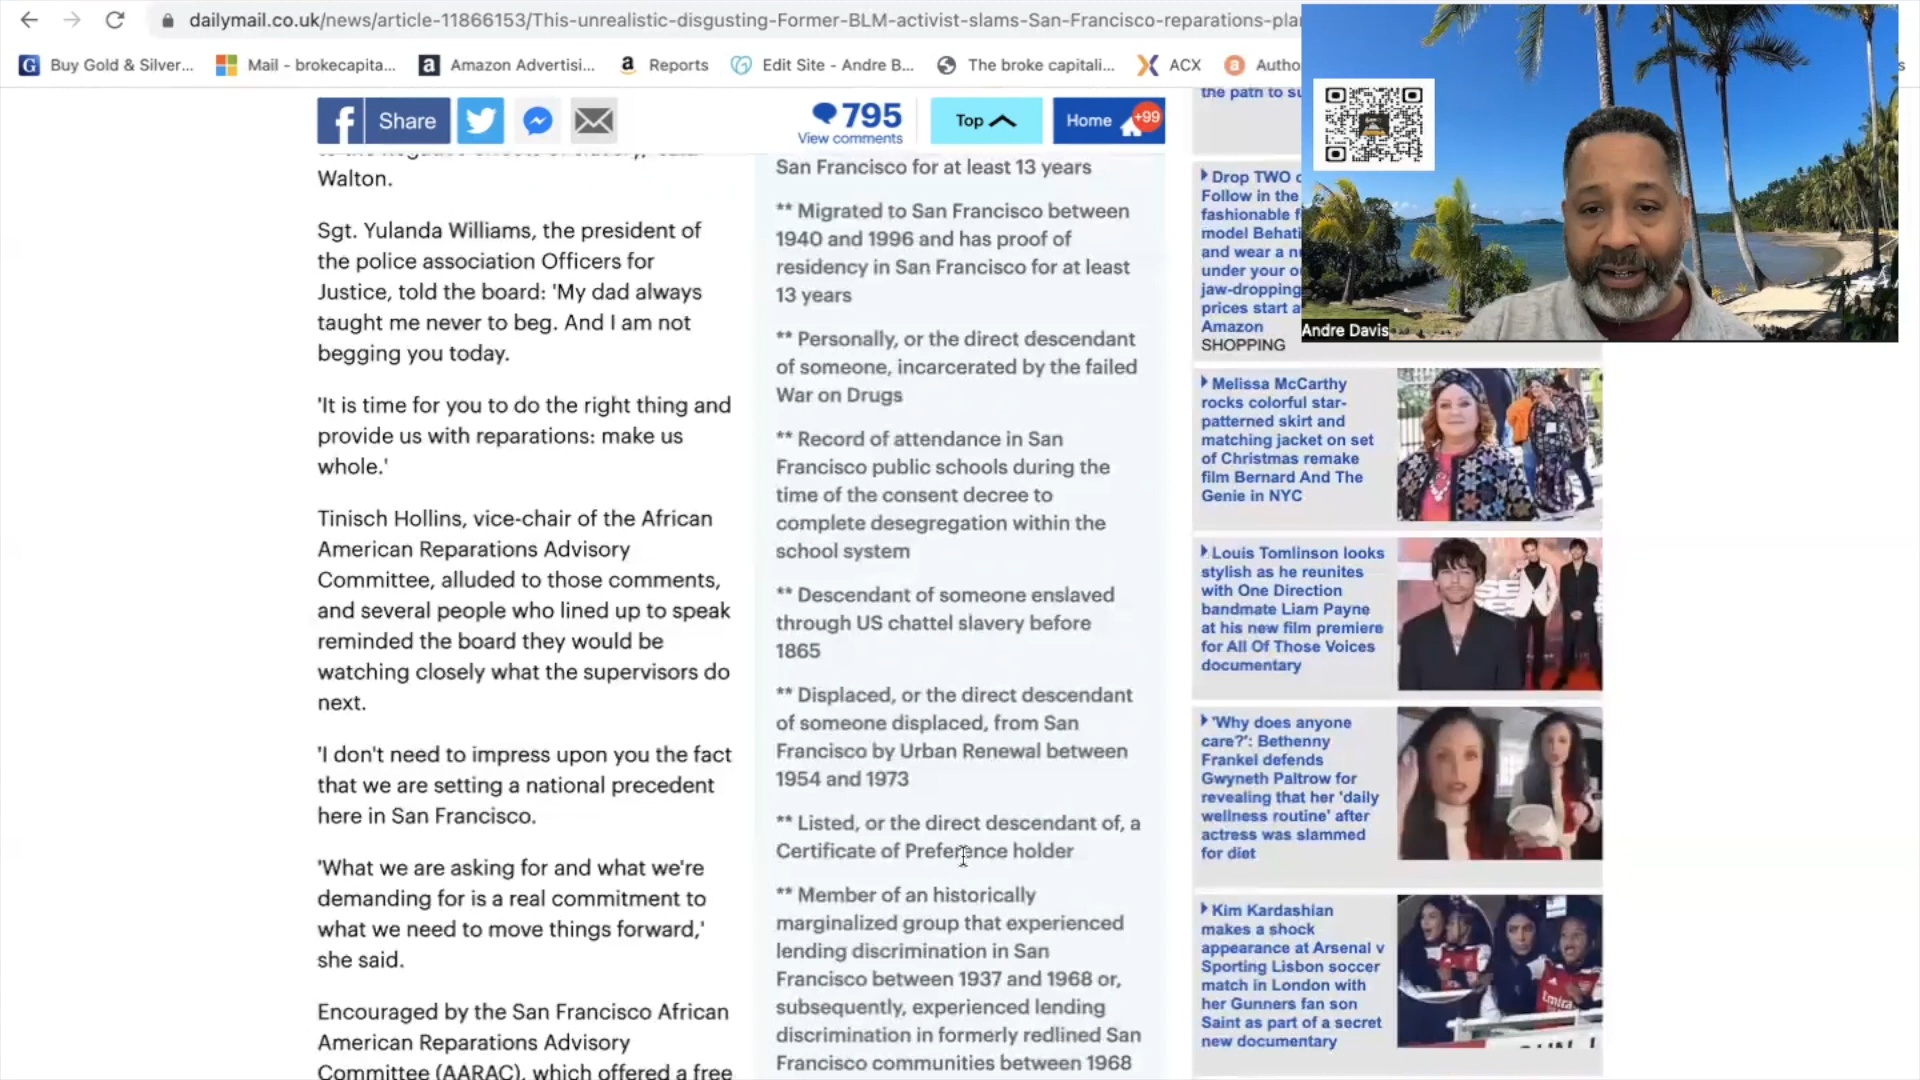 dailymail.co.uk/news/article-11866153/This-unrealistic-disgusting-Former-BLM-activist-slams-San-Francisco-reparations-pla
G Buy Gold & Silver... Mail - brokecapita... Amazon Advertisi... Reports Edit Site - Andre B... The broke capitali... ACX Autho
Share
795
View comments
Top
Home +99
Walton.
Sgt. Yulanda Williams, the president of
the police association Officers for
Justice, told the board: 'My dad always
taught me never to beg. And I am not
begging you today.
'It is time for you to do the right thing and
provide us with reparations: make us
whole.'
Tinisch Hollins, vice-chair of the African
American Reparations Advisory
Committee, alluded to those comments,
and several people who lined up to speak
reminded the board they would be
watching closely what the supervisors do
next.
'I don't need to impress upon you the fact
that we are setting a national precedent
here in San Francisco.
'What we are asking for and what we're
demanding for is a real commitment to
what we need to move things forward,'
she said.
Encouraged by the San Francisco African
American Reparations Advisory
Committee (AARAC), which offered a free
San Francisco for at least 13 years
** Migrated to San Francisco between
1940 and 1996 and has proof of
residency in San Francisco for at least
13 years
** Personally, or the direct descendant
of someone, incarcerated by the failed
War on Drugs
** Record of attendance in San
Francisco public schools during the
time of the consent decree to
complete desegregation within the
school system
** Descendant of someone enslaved
through US chattel slavery before
1865
** Displaced, or the direct descendant
of someone displaced, from San
Francisco by Urban Renewal between
1954 and 1973
** Listed, or the direct descendant of, a
Certificate of Preference holder
** Member of an historically
marginalized group that experienced
lending discrimination in San
Francisco between 1937 and 1968 or,
subsequently, experienced lending
discrimination in formerly redlined San
Francisco communities between 1968
the path to su
Drop TWO
Follow in the
fashionable f
model Behati
and wear a n
under your o
jaw-dropping
prices start a
Amazon
SHOPPING
Andre Davis
Melissa McCarthy
rocks colorful star-
patterned skirt and
matching jacket on set
of Christmas remake
film Bernard And The
Genie in NYC
Louis Tomlinson looks
stylish as he reunites
with One Direction
bandmate Liam Payne
at his new film premiere
for All Of Those Voices
documentary
'Why does anyone
care?': Bethenny
Frankel defends
Gwyneth Paltrow for
revealing that her 'daily
wellness routine' after
actress was slammed
for diet
Kim Kardashian
makes a shock
appearance at Arsenal v
Sporting Lisbon soccer
match in London with
her Gunners fan son
Saint as part of a secret
new documentary